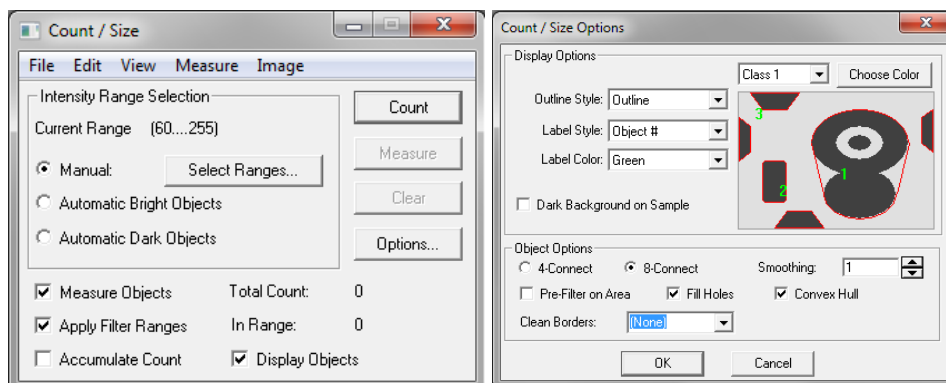 Count / Size
File Edit View Measure Image
Intensity Range Selection
Current Range (60....255)
Manual: Select Ranges...
Automatic Bright Objects
Automatic Dark Objects
Count
Measure
Clear
Options...
Measure Objects Total Count: 0
Apply Filter Ranges In Range: 0
Accumulate Count Display Objects
Count / Size Options
Display Options
Class 1 Choose Color
Outline Style: Outline
Label Style: Object #
Label Color: Green
Dark Background on Sample
3
1
2
Object Options
4-Connect 8-Connect Smoothing: 1
Pre-Filter on Area Fill Holes Convex Hull
Clean Borders: (None)
OK Cancel